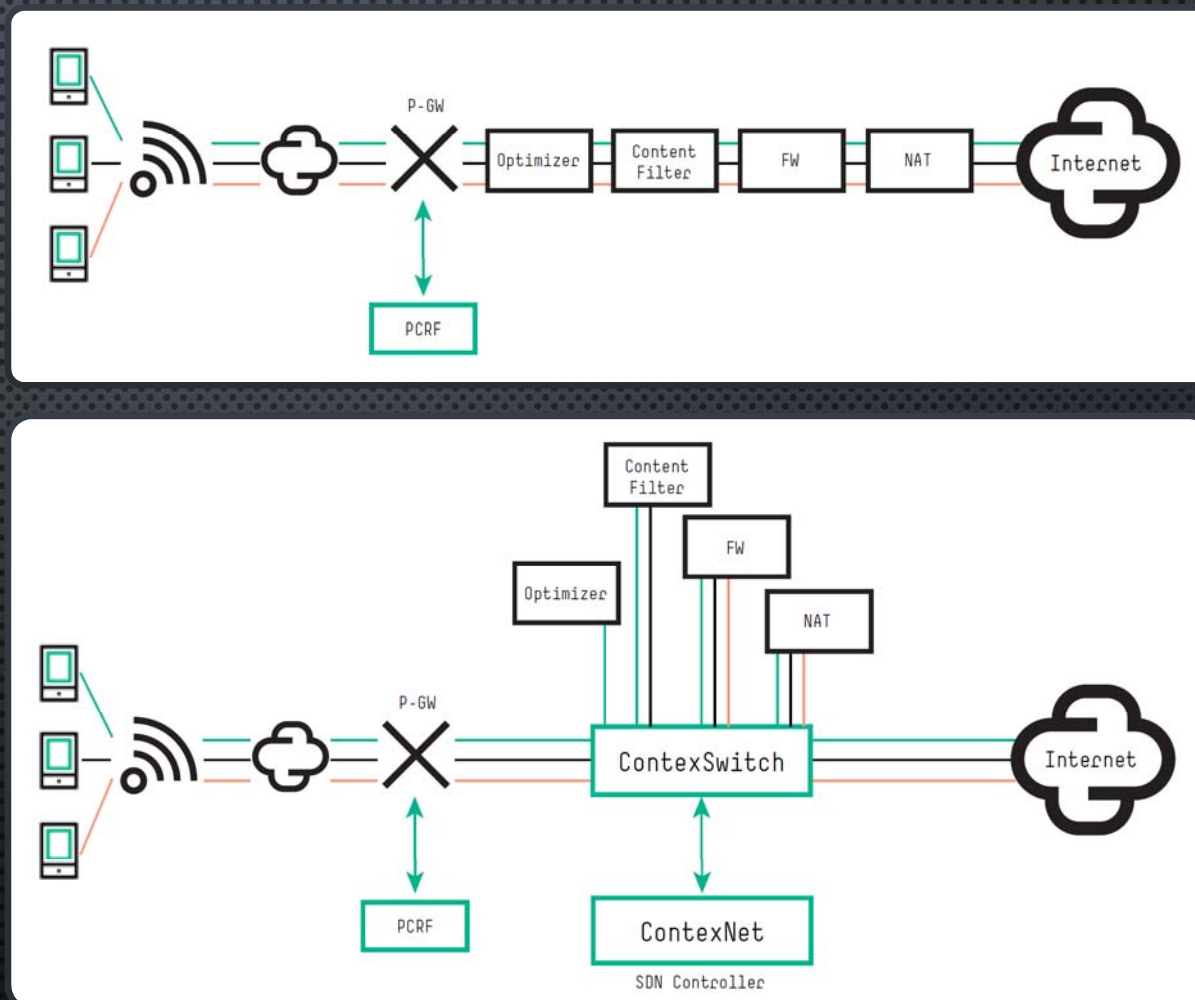 P-GW
Optimizer
Content
Filter
FW
NAT
Internet
PCRF
Content
Filter
FW
Optimizer
NAT
P-GW
ContexSwitch
Internet
PCRF
ContexNet
SDN Controller